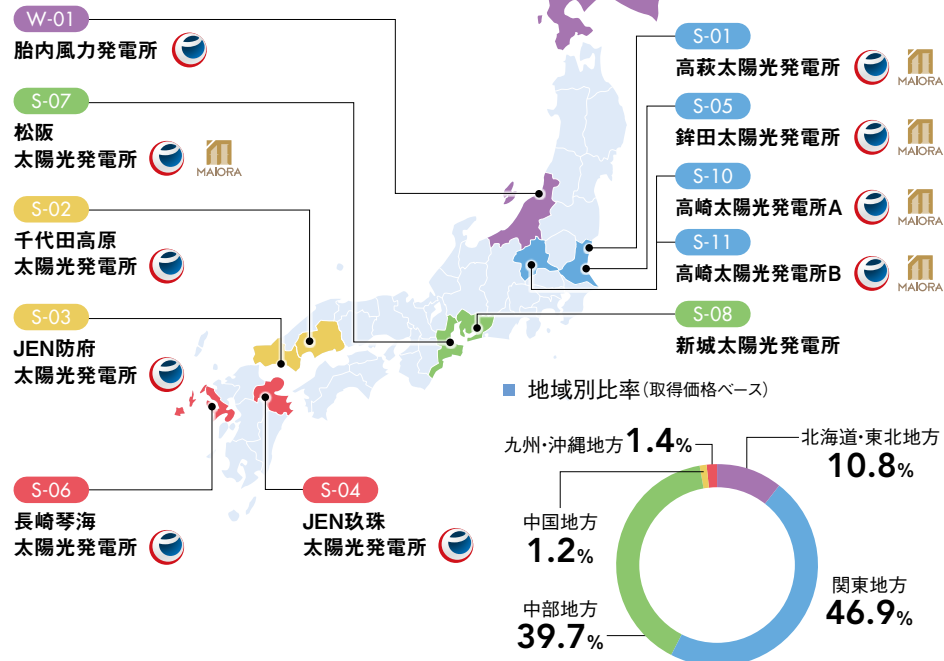 W-01
胎内風力発電所
S-07
松阪
太陽光発電所
MAIORA
S-02
千代田高原
太陽光発電所
S-03
JEN防府
太陽光発電所
S-06
長崎琴海
太陽光発電所
S-04
JEN玖珠
太陽光発電所
S-01
高萩太陽光発電所
MAIORA
S-05
鉾田太陽光発電所
MAIORA
S-10
高崎太陽光発電所A
MAIORA
S-11
高崎太陽光発電所B
MAIORA
S-08
新城太陽光発電所
■ 地域別比率(取得価格ベース)
九州・沖縄地方 1.4%
北海道・東北地方
10.8%
中国地方
1.2%
関東地方
46.9%
中部地方
39.7%